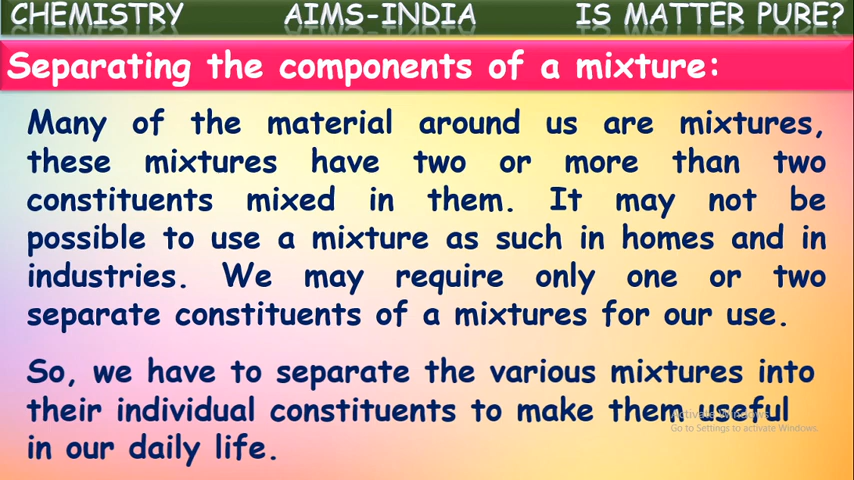 CHEMISTRY AIMS-INDIA IS MATTER PURE?
Separating the components of a mixture:
Many of the material around us are mixtures,
these mixtures have two or more than two
constituents mixed in them. It may not be
possible to use a mixture as such in homes and in
industries. We may require only one or two
separate constituents of a mixtures for our use.
So, we have to separate the various mixtures into
their individual constituents to make them useful
in our daily life.
Activate Windows
Go to Settings to activate Windows.